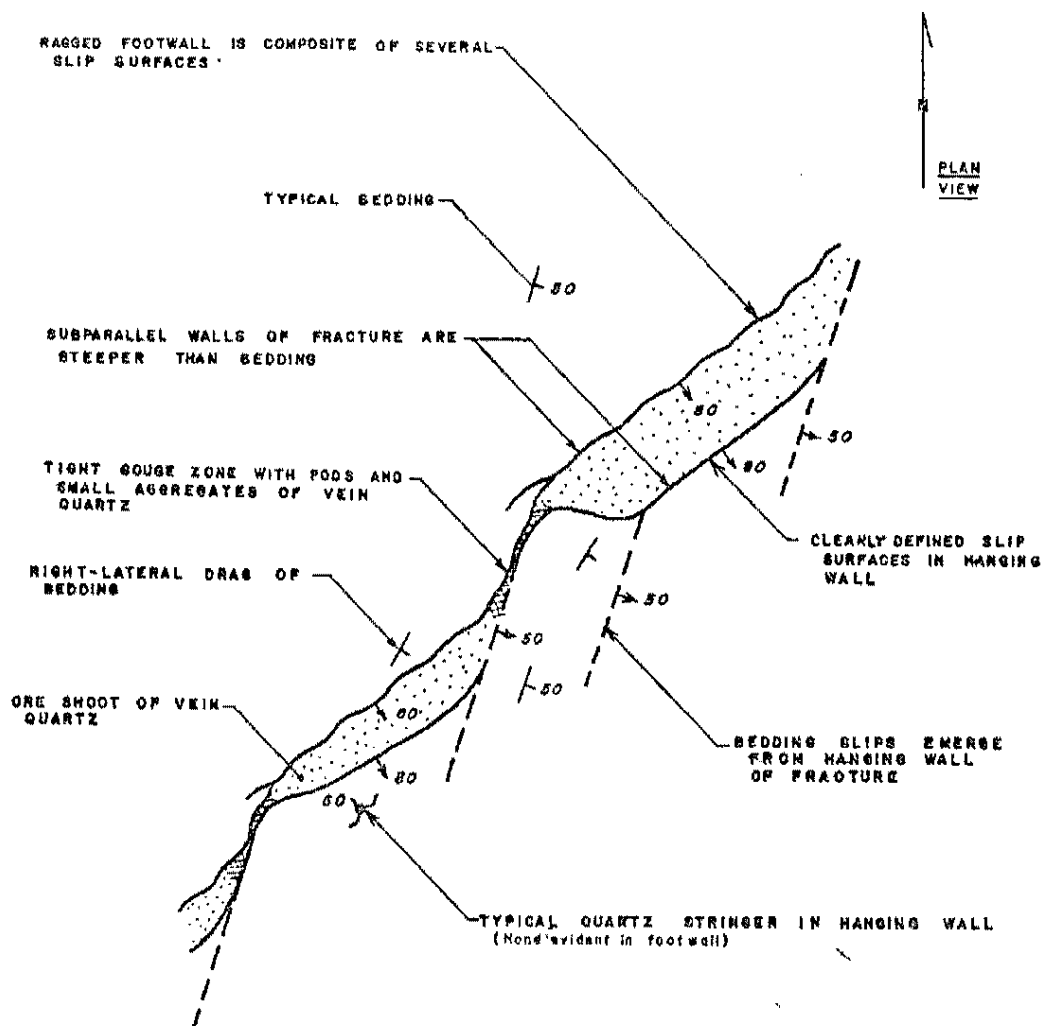 RAGGED FOOTWALL IS COMPOSITE OF SEVERAL
SLIP SURFACES
PLAN
VIEW
TYPICAL BEDDING
50
SUBPARALLEL WALLS OF FRACTURE ARE
STEEPER THAN BEDDING
80
50
80
TIGHT GOUGE ZONE WITH PODS AND
SMALL AGGREGATES OF VEIN
QUARTZ
CLEANLY DEFINED SLIP
SURFACES IN HANGING
WALL
RIGHT-LATERAL DRAG OF
BEDDING
50
50
50
ORE SHOOT OF VEIN
QUARTZ
60
80
BEDDING SLIPS EMERGE
FROM HANGING WALL
OF FRACTURE
60
TYPICAL QUARTZ STRINGER IN HANGING WALL
(None evident in footwall)